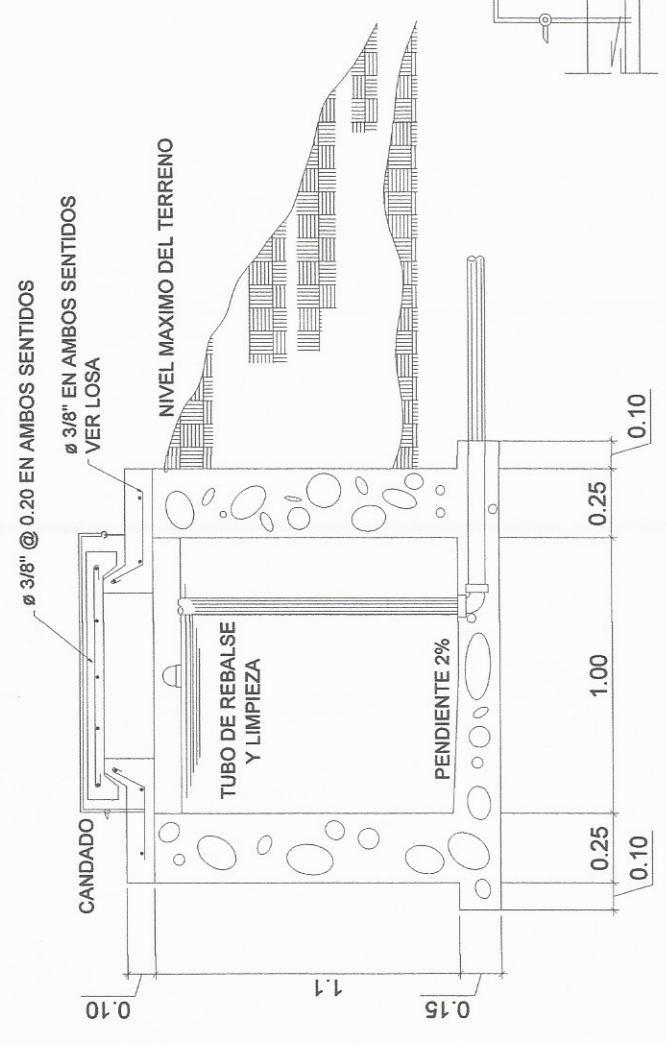 ø 3/8" @ 0.20 EN AMBOS SENTIDOS
ø 3/8" EN AMBOS SENTIDOS
VER LOSA
NIVEL MAXIMO DEL TERRENO
CANDADO
TUBO DE REBALSE
Y LIMPIEZA
PENDIENTE 2%
0.10
1.1
0.15
0.25
1.00
0.25
0.10
0.10